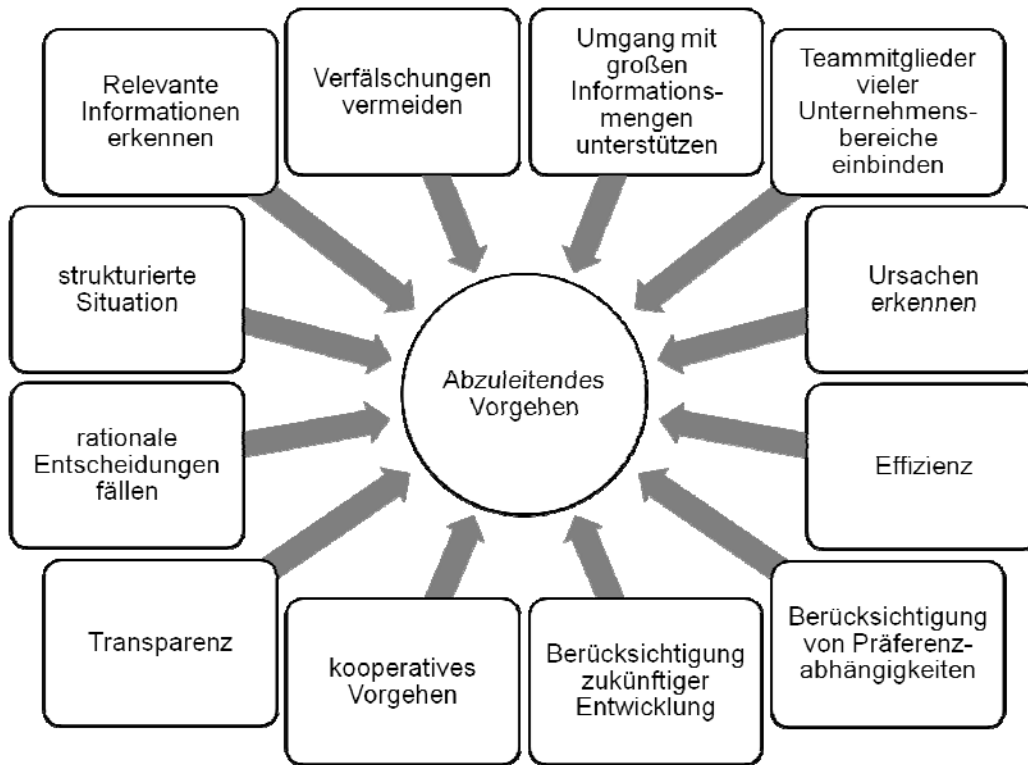 Relevante
Informationen
erkennen
Verfälschungen
vermeiden
Umgang mit
großen
Informations-
mengen
unterstützen
Teammitglieder
vieler
Unternehmens-
bereiche
einbinden
strukturierte
Situation
Ursachen
erkennen
Abzuleitendes
Vorgehen
rationale
Entscheidungen
fällen
Effizienz
Transparenz
kooperatives
Vorgehen
Berücksichtigung
zukünftiger
Entwicklung
Berücksichtigung
von Präferenz-
abhängigkeiten